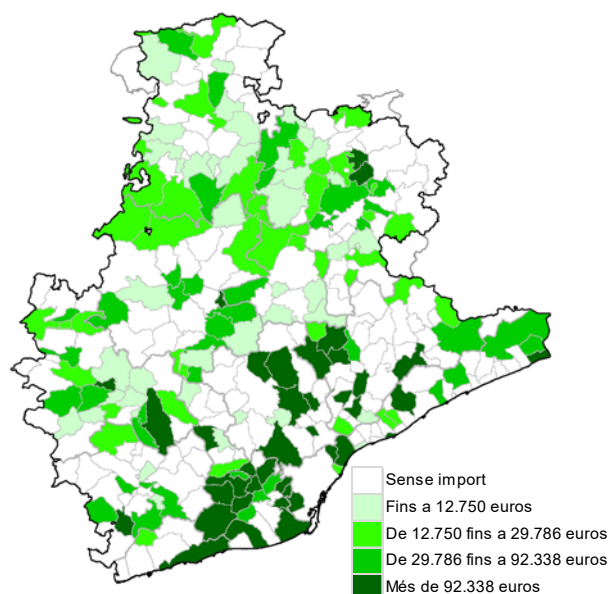 Sense import
Fins a 12.750 euros
De 12.750 fins a 29.786 euros
De 29.786 fins a 92.338 euros
Més de 92.338 euros